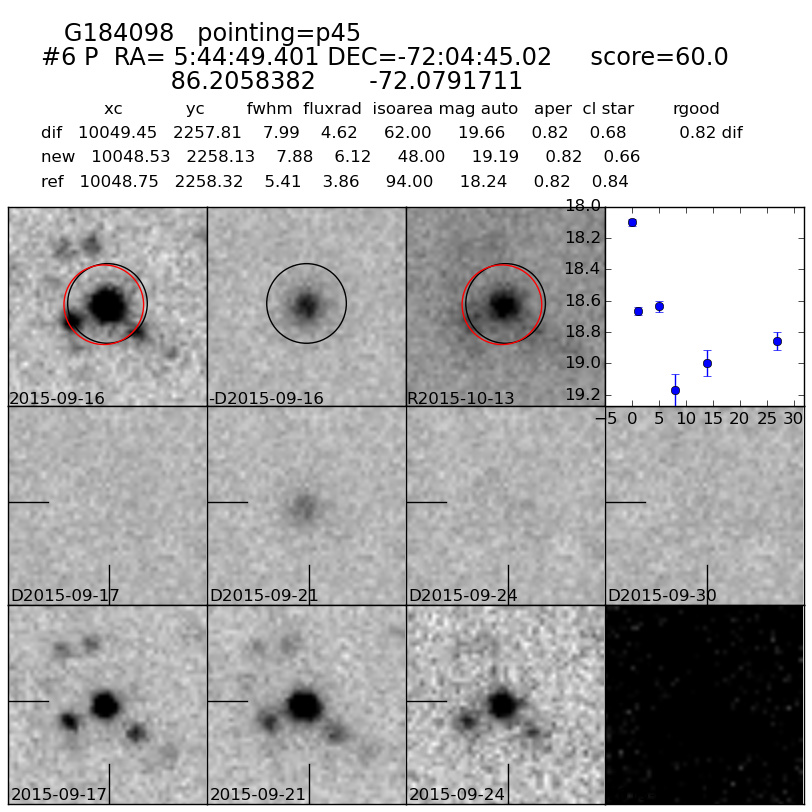 G184098 pointing=p45
#6 P RA= 5:44:49.401 DEC=-72:04:45.02 score=60.0
86.2058382 -72.0791711
xc yc fwhm fluxrad isoarea mag auto aper cl star rgood
dif 10049.45 2257.81 7.99 4.62 62.00 19.66 0.82 0.68 0.82 dif
new 10048.53 2258.13 7.88 6.12 48.00 19.19 0.82 0.66
ref 10048.75 2258.32 5.41 3.86 94.00 18.24 0.82 0.84
18.0
18.2
18.4
18.6
18.8
19.0
19.2
2015-09-16 -D2015-09-16 R2015-10-13
−5 0 5 10 15 20 25 30
D2015-09-17 D2015-09-21 D2015-09-24 D2015-09-30
2015-09-17 2015-09-21 2015-09-24